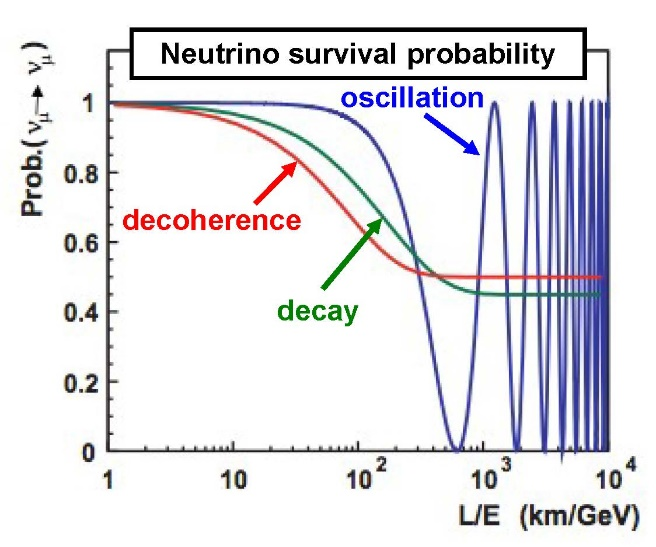 Neutrino survival probability
Prob.(νμ→ νμ)
oscillation
decoherence
decay
1
0.8
0.6
0.4
0.2
0
1
10
10²
10³
10⁴
L/E (km/GeV)